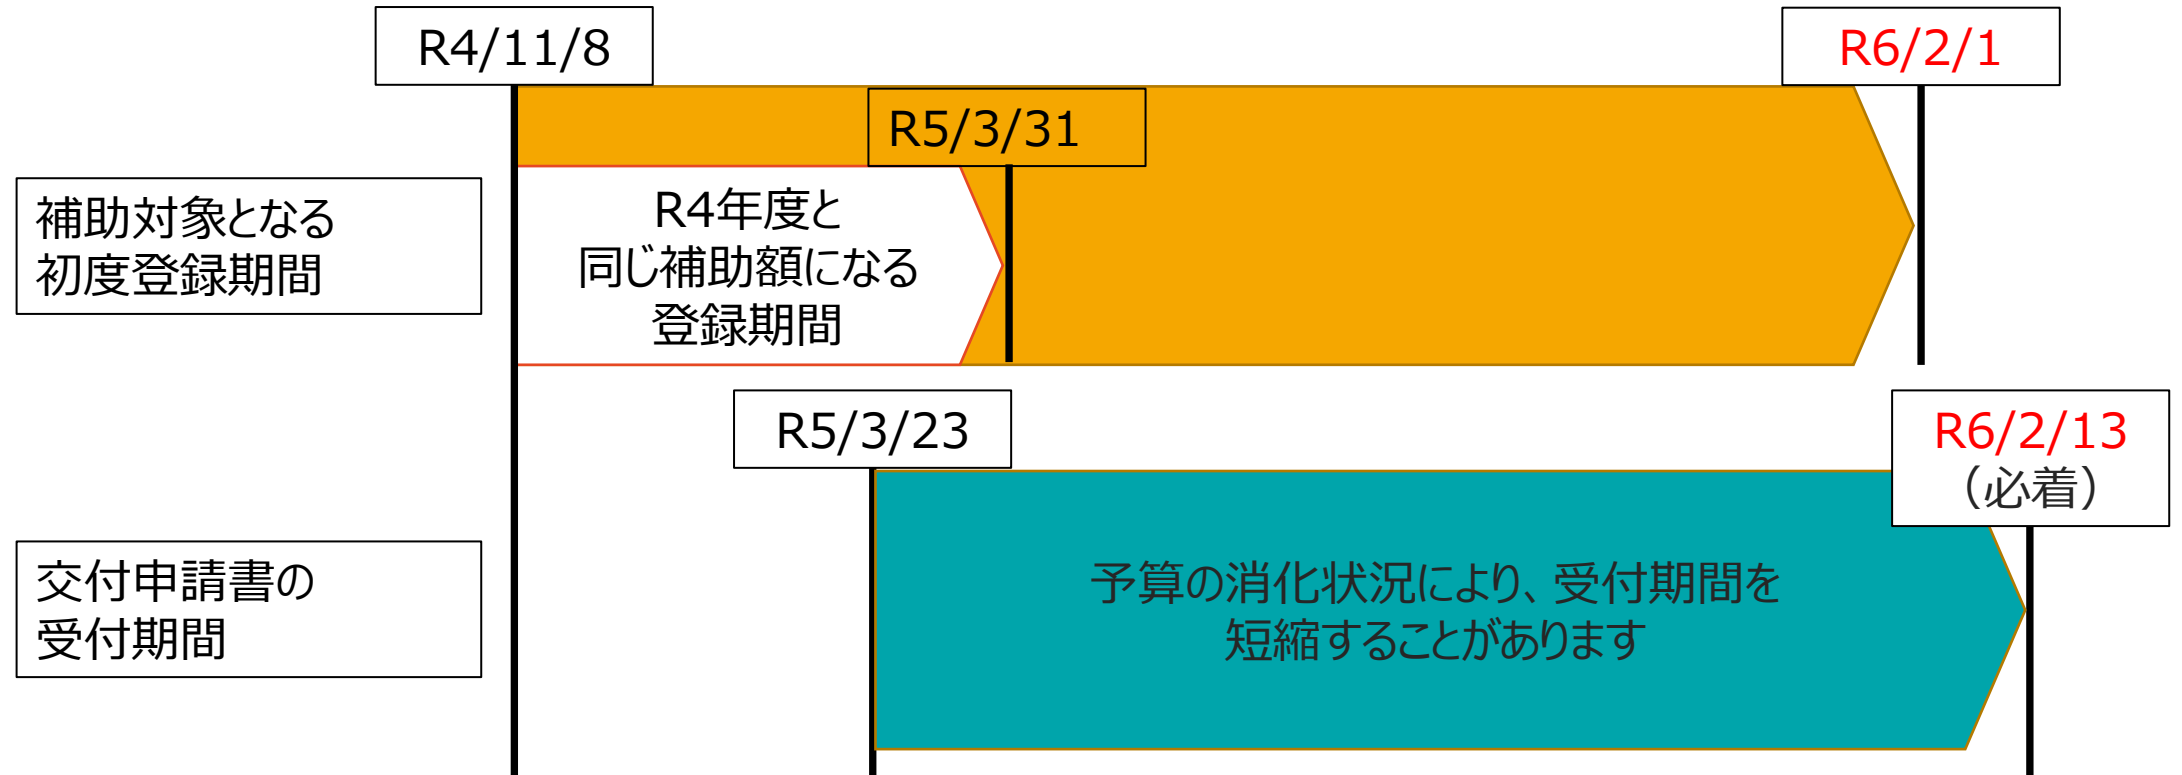 R4/11/8
R6/2/1
R5/3/31
補助対象となる
初度登録期間
R4年度と
同じ補助額になる
登録期間
R5/3/23
R6/2/13
（必着）
交付申請書の
受付期間
予算の消化状況により、受付期間を
短縮することがあります